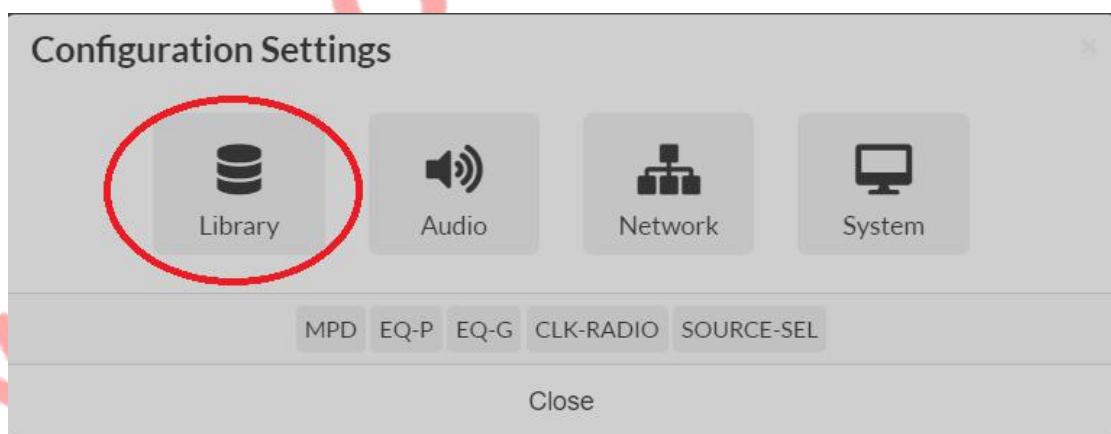 Configuration Settings
Library Audio Network System
MPD EQ-P EQ-G CLK-RADIO SOURCE-SEL
Close